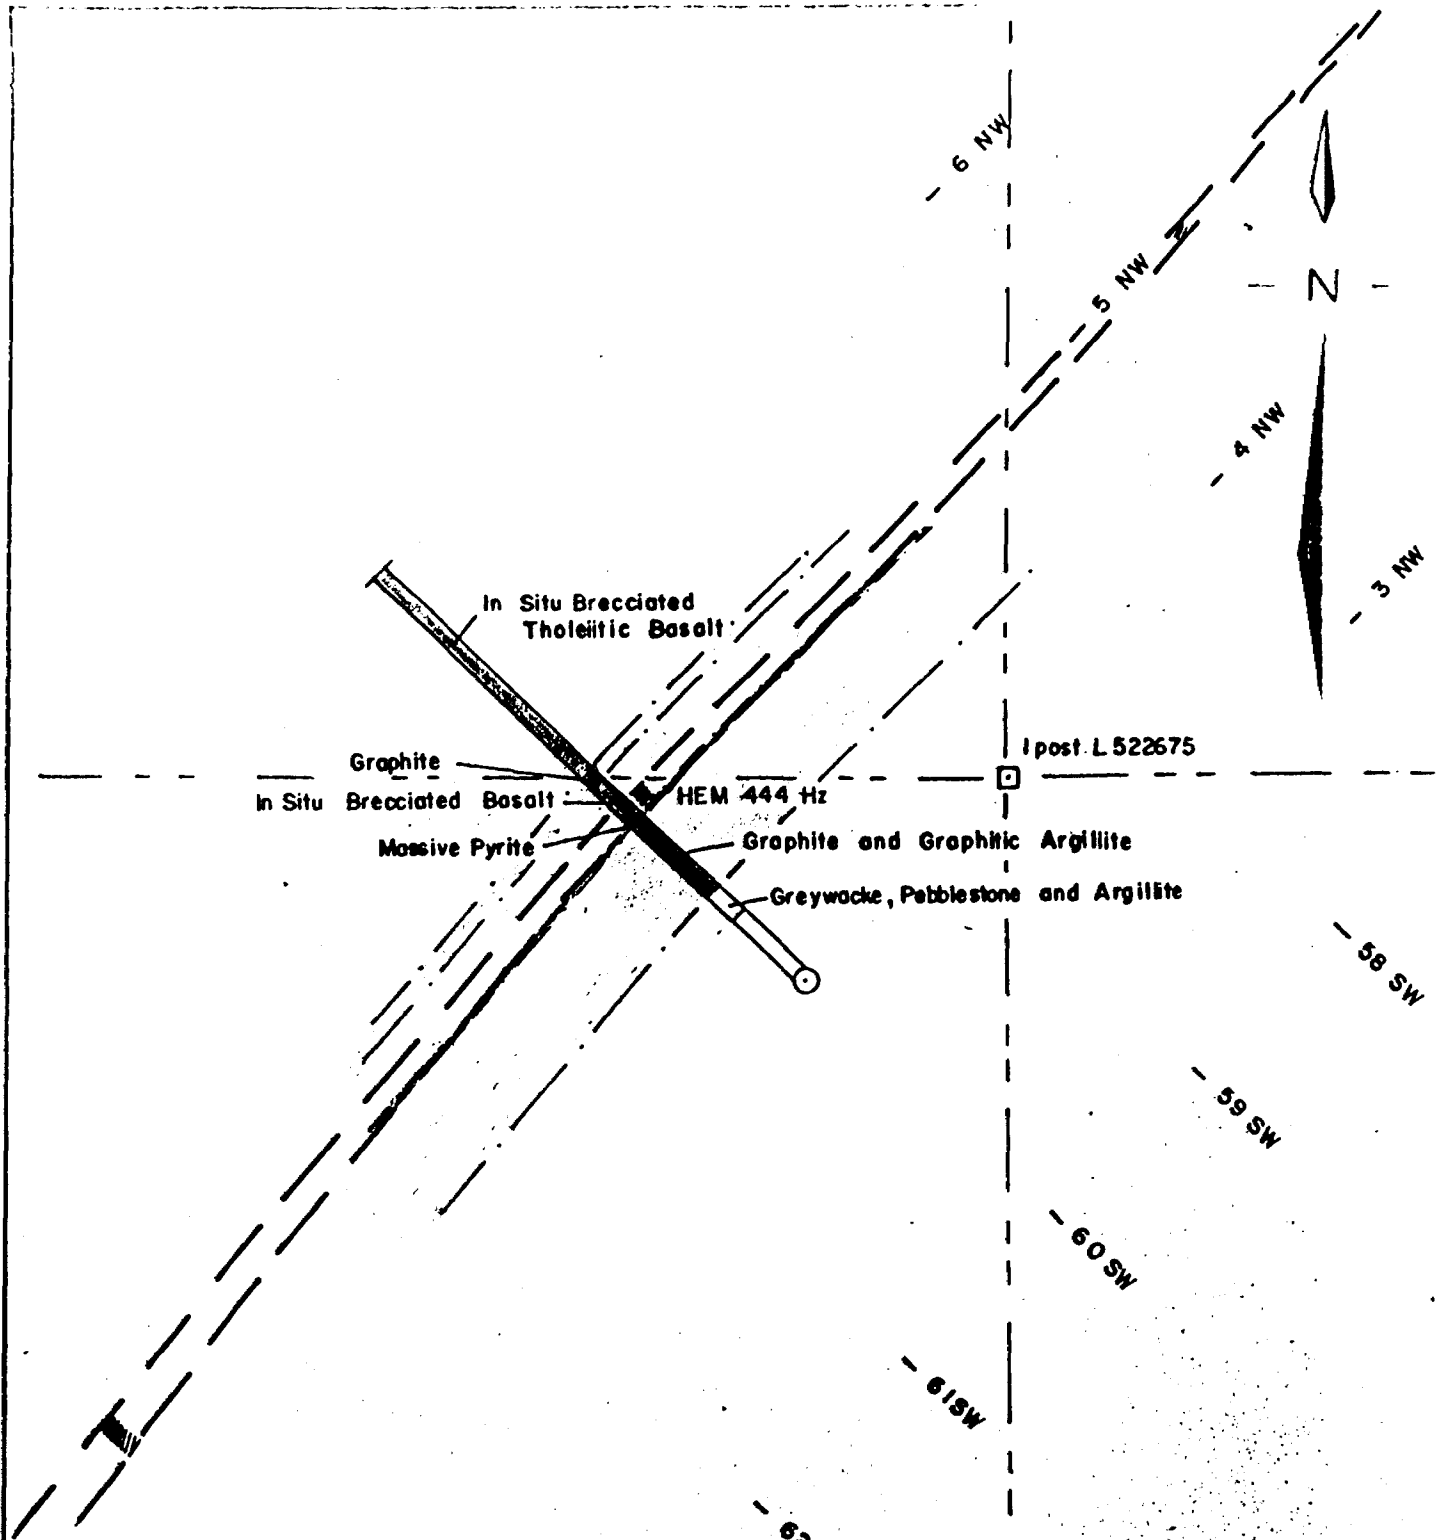 6 NW
5 NW
N
4 NW
3 NW
In Situ Brecciated
Tholeiitic Basalt
1 post L 522675
Graphite
In Situ Brecciated Basalt
HEM 444 Hz
Massive Pyrite
Graphite and Graphitic Argillite
Greywacke, Pebblestone and Argillite
58 SW
59 SW
60 SW
61 SW